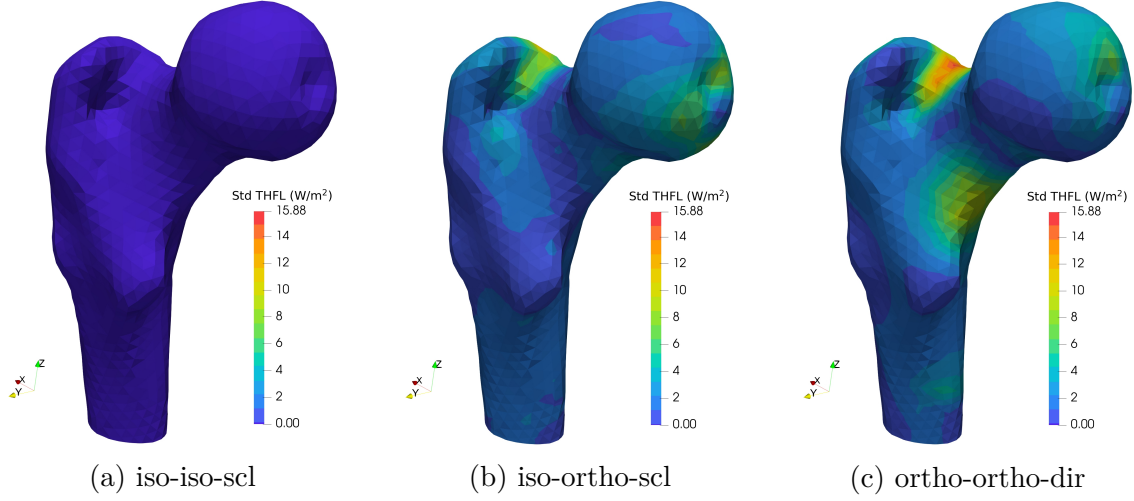 Std THFL (W/m²)
15.88
14
12
10
8
6
4
2
0.00
Z
X
Y
Std THFL (W/m²)
15.88
14
12
10
8
6
4
2
0.00
Z
X
Y
Std THFL (W/m²)
15.88
14
12
10
8
6
4
2
0.00
Z
X
Y
(a) iso-iso-scl
(b) iso-ortho-scl
(c) ortho-ortho-dir